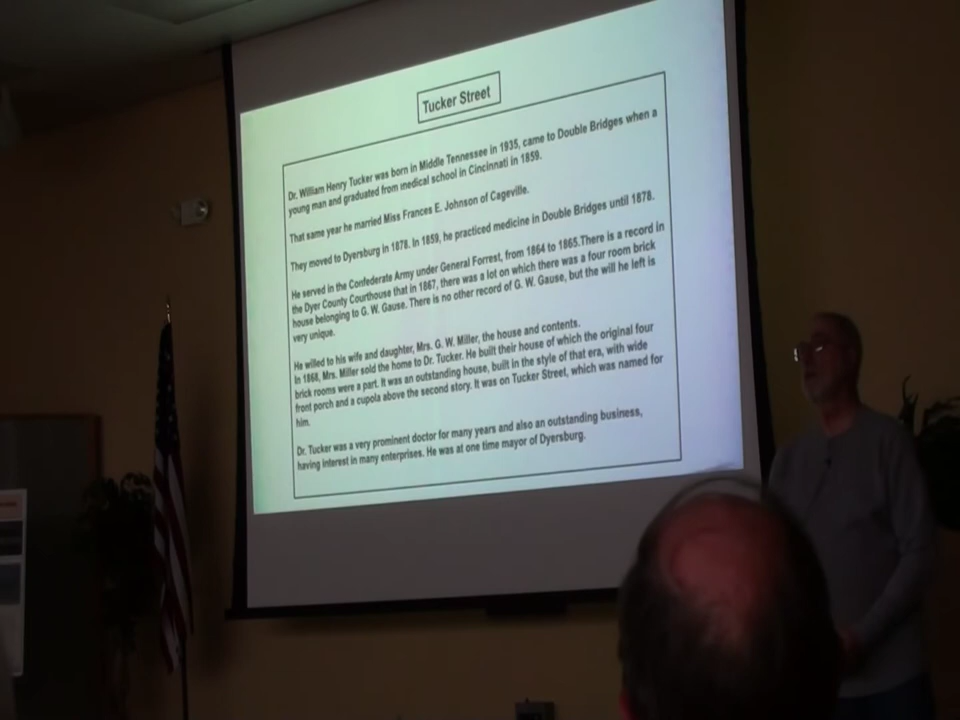 Tucker Street
Dr. William Henry Tucker was born in Middle Tennessee in 1935, came to Double Bridges when a
young man and graduated from medical school in Cincinnati in 1859.
That same year he married Miss Frances E. Johnson of Cageville.
They moved to Dyersburg in 1878. In 1859, he practiced medicine in Double Bridges until 1878.
He served in the Confederate Army under General Forrest, from 1864 to 1865.There is a record in
the Dyer County Courthouse that in 1867, there was a lot on which there was a four room brick
house belonging to G. W. Gause. There is no other record of G. W. Gause, but the will he left is
very unique.
He willed to his wife and daughter, Mrs. G. W. Miller, the house and contents.
In 1868, Mrs. Miller sold the home to Dr. Tucker. He built their house of which the original four
brick rooms were a part. It was an outstanding house, built in the style of that era, with wide
front porch and a cupola above the second story. It was on Tucker Street, which was named for
him.
Dr. Tucker was a very prominent doctor for many years and also an outstanding business,
having interest in many enterprises. He was at one time mayor of Dyersburg.